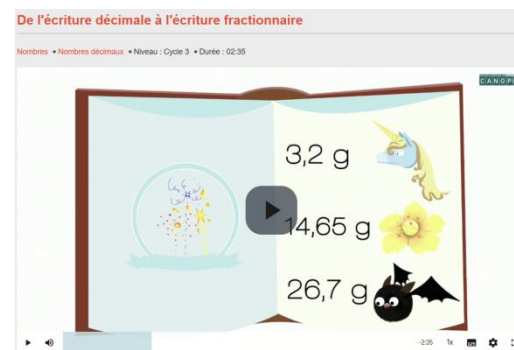 De l'écriture décimale à l'écriture fractionnaire
Nombres • Nombres décimaux • Niveau : Cycle 3 • Durée : 02:35
3,2 g
14,65 g
26,7 g
-2:35 1x